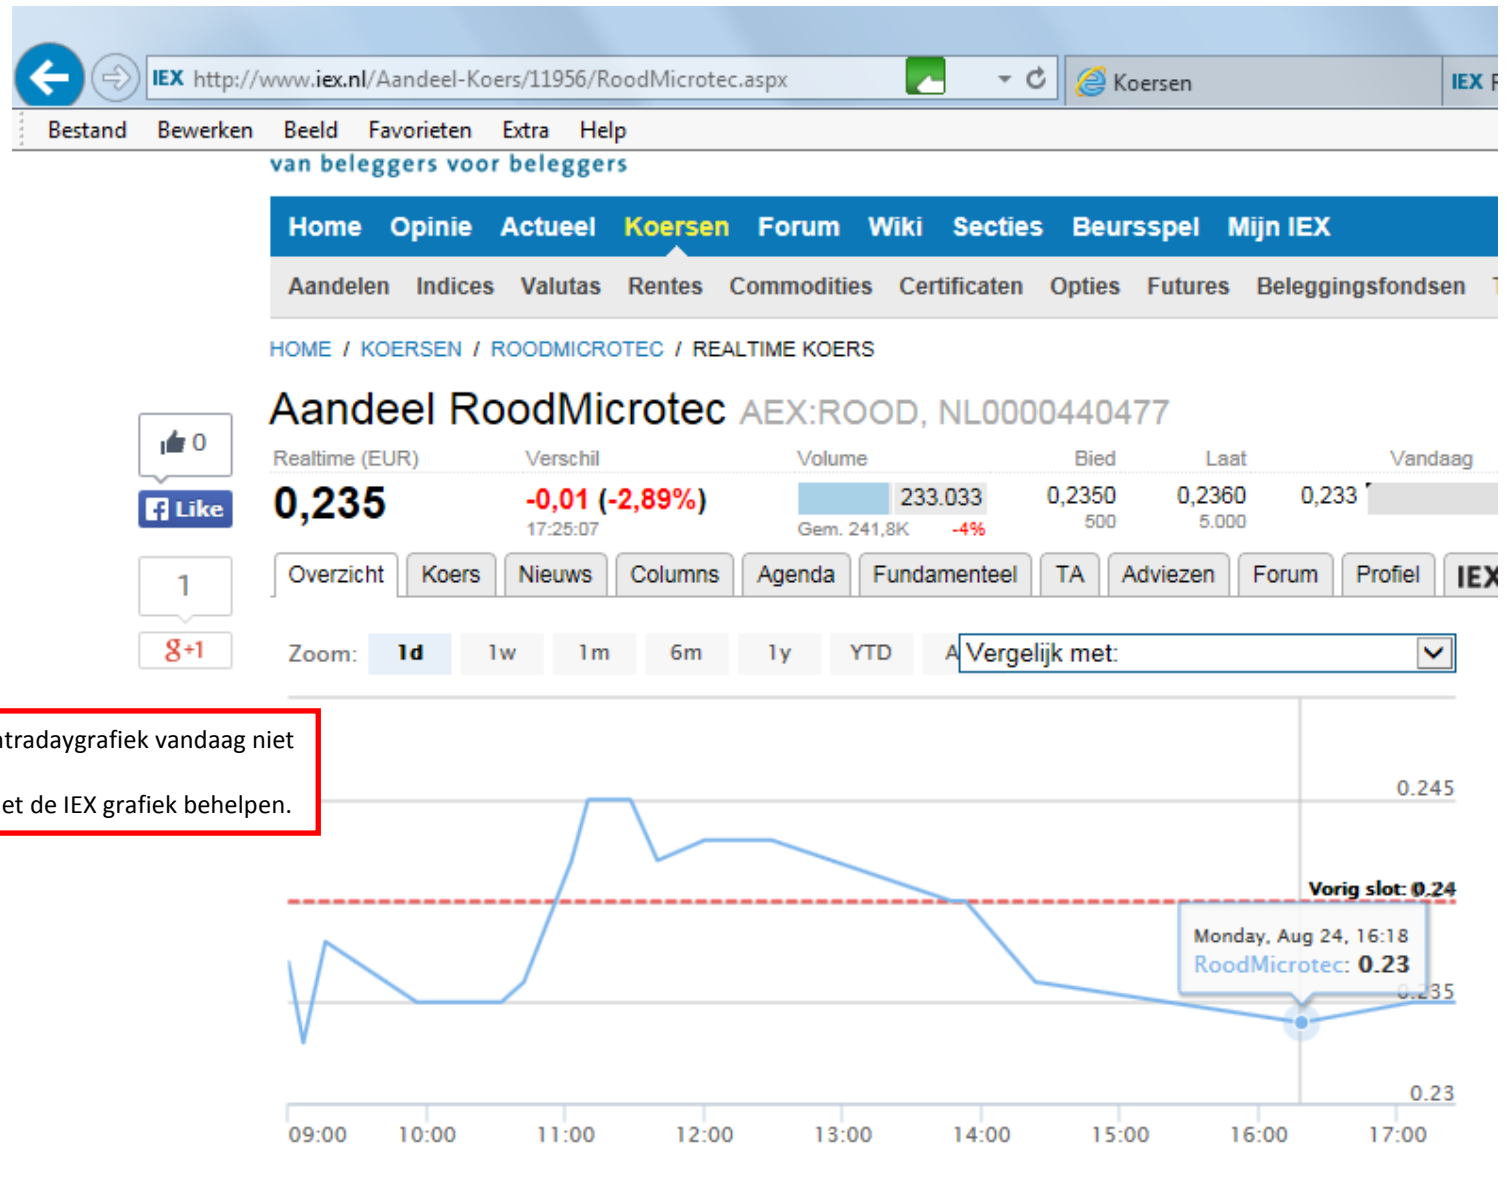 IEX http://www.iex.nl/Aandeel-Koers/11956/RoodMicrotec.aspx
Koersen
IEX
Bestand Bewerken Beeld Favorieten Extra Help
van beleggers voor beleggers
Home Opinie Actueel Koersen Forum Wiki Secties Beursspel Mijn IEX
Aandelen Indices Valutas Rentes Commodities Certificaten Opties Futures Beleggingsfondsen
HOME / KOERSEN / ROODMICROTEC / REALTIME KOERS
Aandeel RoodMicrotec AEX:ROOD, NL0000440477
0
Like
1
g+1
Realtime (EUR) Verschil Volume Bied Laat Vandaag
0,235 -0,01 (-2,89%) 233.033 0,2350 0,2360 0,233
17:25:07 Gem. 241,8K -4% 500 5.000
Overzicht Koers Nieuws Columns Agenda Fundamenteel TA Adviezen Forum Profiel IEX
Zoom: 1d 1w 1m 6m 1y YTD A Vergelijk met:
ntradaygrafiek vandaag niet
et de IEX grafiek behelpen.
0.245
Vorig slot: 0.24
Monday, Aug 24, 16:18
RoodMicrotec: 0.23
0.235
0.23
09:00 10:00 11:00 12:00 13:00 14:00 15:00 16:00 17:00